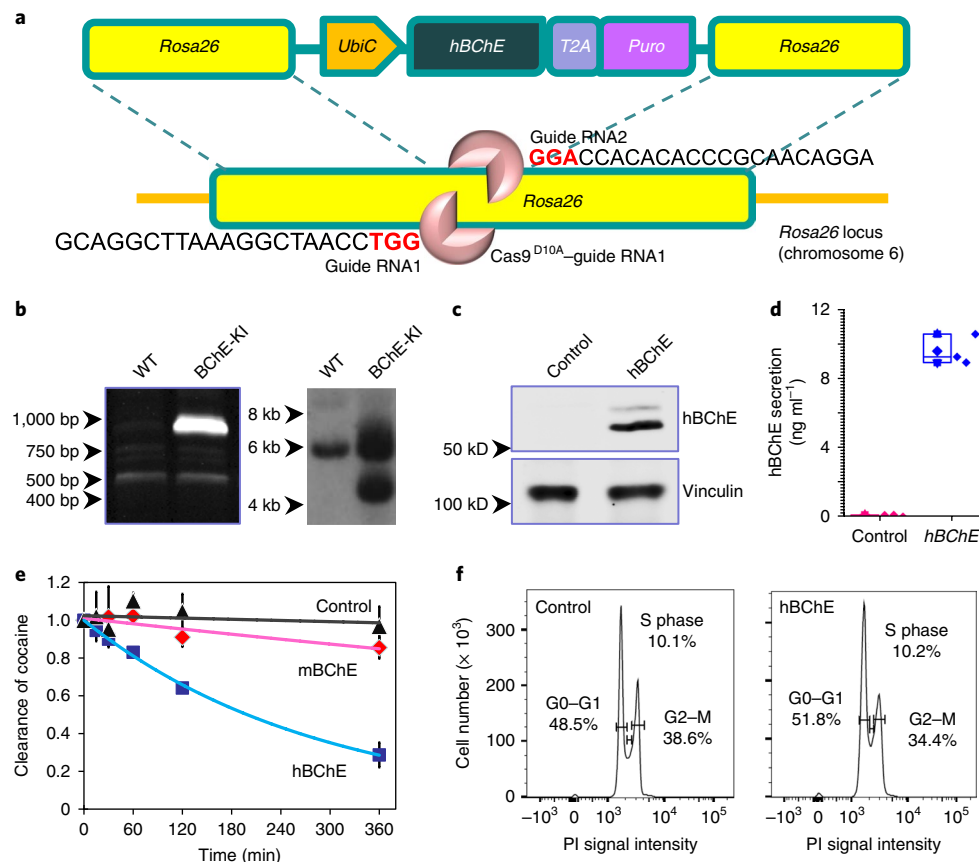 a
Rosa26 UbiC hBChE T2A Puro Rosa26
Guide RNA2
GGACCACACACCCGCAACAGGA
Rosa26
GCAGGCTTAAAGGCTAACCTGG
Guide RNA1
Cas9 D10A–guide RNA1
Rosa26 locus
(chromosome 6)
b
WT BChE-KI
1,000 bp
750 bp
500 bp
400 bp
WT BChE-KI
8 kb
6 kb
4 kb
c
Control hBChE
50 kD
hBChE
100 kD
Vinculin
d
hBChE secretion
(ng ml–1)
12
9
6
3
0
Control hBChE
e
Clearance of cocaine
1.2
1.0
0.8
0.6
0.4
0.2
0
Control
mBChE
hBChE
0 60 120 180 240 300 360
Time (min)
f
Cell number (× 10³)
300
200
100
0
Control
S phase
10.1%
G0–G1
48.5%
G2–M
38.6%
–10³ 0 10³ 10⁴ 10⁵
PI signal intensity
hBChE
S phase
10.2%
G0–G1
51.8%
G2–M
34.4%
–10³ 0 10³ 10⁴ 10⁵
PI signal intensity